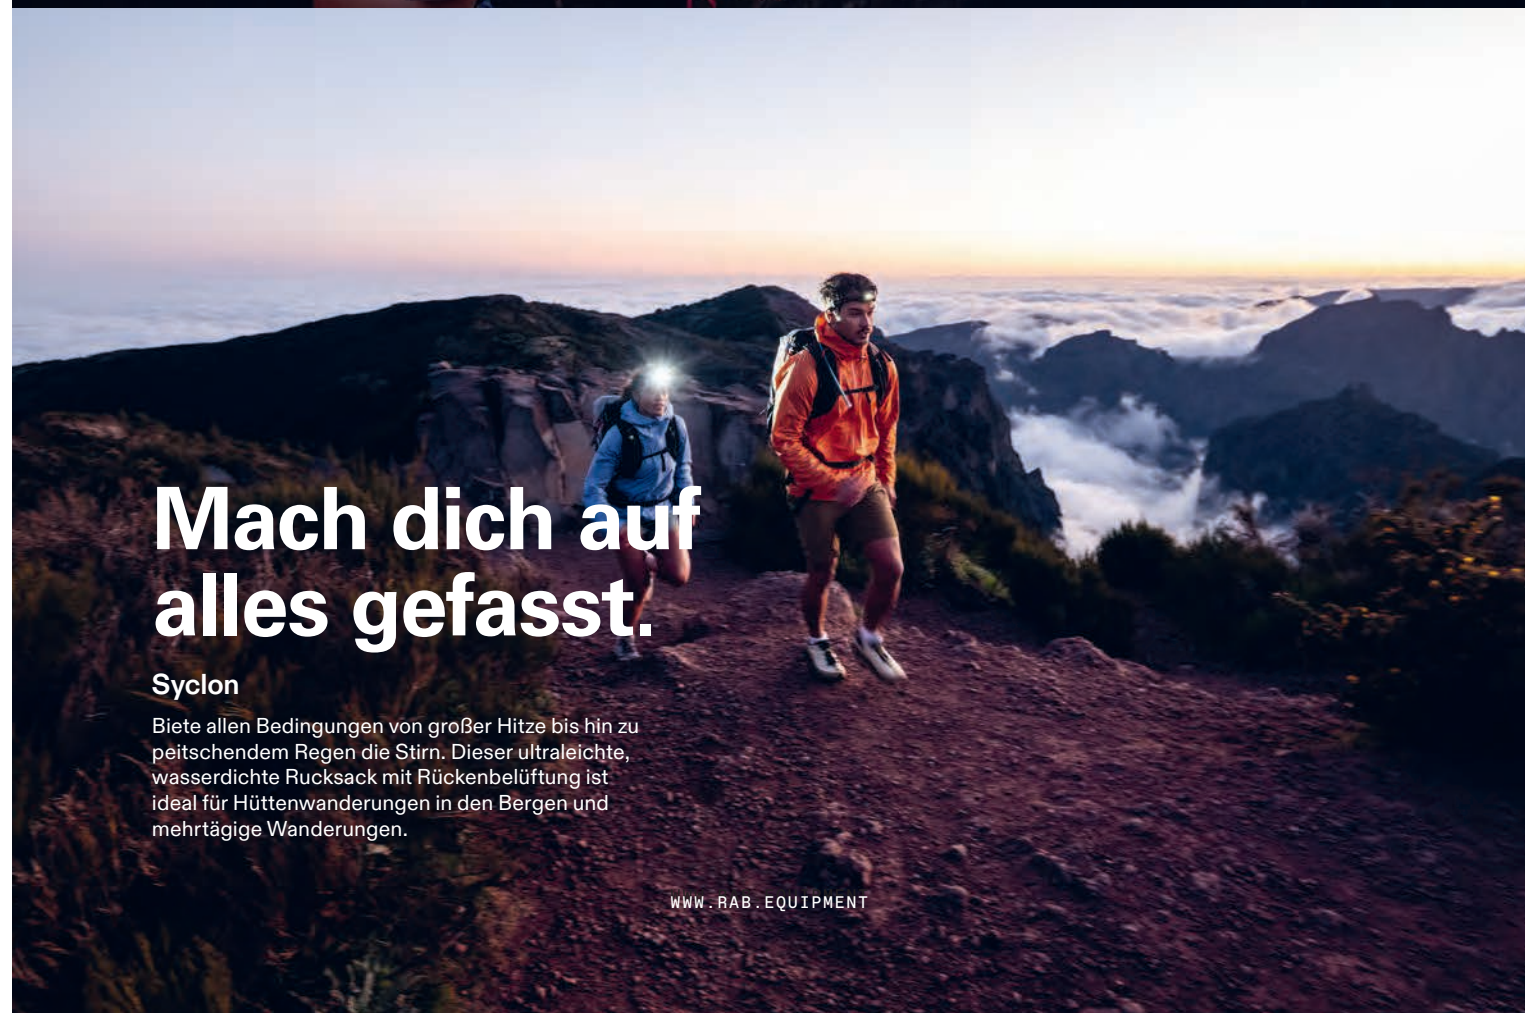 Mach dich auf
alles gefasst.
Syclon
Biete allen Bedingungen von großer Hitze bis hin zu
peitschendem Regen die Stirn. Dieser ultraleichte,
wasserdichte Rucksack mit Rückenbelüftung ist
ideal für Hüttenwanderungen in den Bergen und
mehrtägige Wanderungen.
WWW.RAB.EQUIPMENT